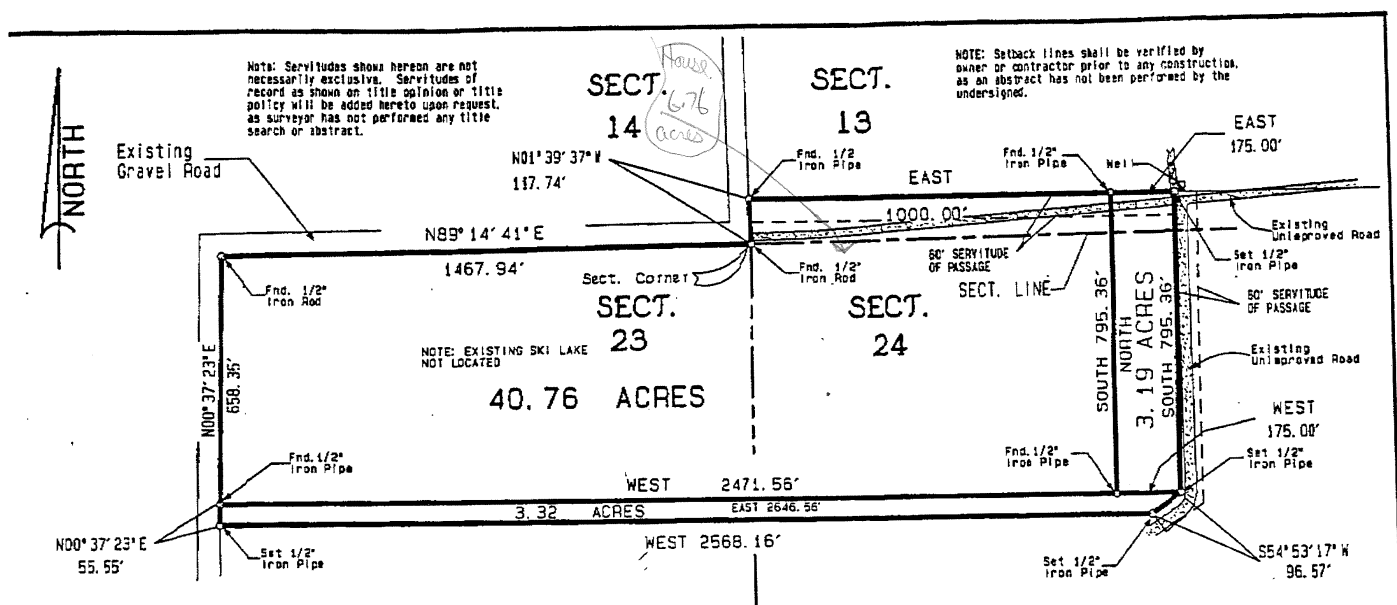 Note: Servitudes shown hereon are not
necessarily exclusive. Servitudes of
record as shown on title opinion or title
policy will be added hereto upon request,
as surveyor has not performed any title
search or abstract.
House
6.76
acres
NOTE: Setback lines shall be verified by
owner or contractor prior to any construction,
as an abstract has not been performed by the
undersigned.
SECT.
14
SECT.
13
NORTH
Existing
Gravel Road
N01° 39' 37" W
117.74'
Fnd. 1/2
Iron Pipe
Fnd. 1/2"
Iron Pipe
Well
EAST
175.00'
EAST
1000.00'
N89° 14' 41" E
1467.94'
Sect. Corner
Fnd. 1/2"
Iron Rod
Fnd. 1/2"
Iron Rod
60' SERVITUDE
OF PASSAGE
SECT. LINE
Existing
Unimproved Road
Set 1/2"
Iron Pipe
60' SERVITUDE
OF PASSAGE
SECT.
23
SECT.
24
NOTE: EXISTING SKI LAKE
NOT LOCATED
40.76 ACRES
N00° 37' 23" E
658.35'
SOUTH 795.36'
NORTH
3.19 ACRES
SOUTH 795.36'
Existing
Unimproved Road
WEST
175.00'
Fnd. 1/2"
Iron Pipe
Fnd. 1/2"
Iron Pipe
Set 1/2"
Iron Pipe
WEST 2471.56'
3.32 ACRES EAST 2646.56'
WEST 2568.16'
N00° 37' 23" E
55.55'
Set 1/2"
Iron Pipe
Set 1/2"
Iron Pipe
S54° 53' 17" W
96.57'